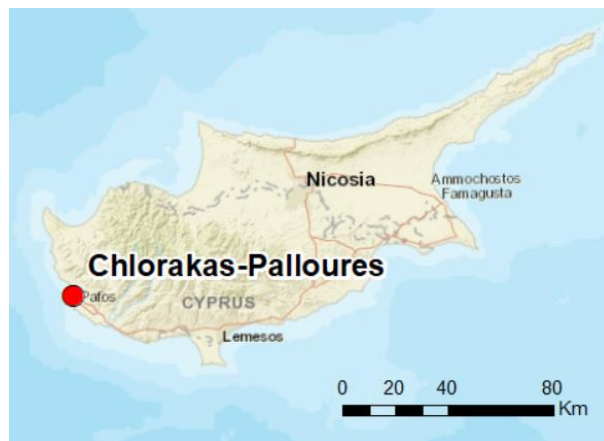 Nicosia
Ammochostos
Famagusta
Chlorakas-Palloures
Pafos
CYPRUS
Lemesos
0 20 40 80
Km